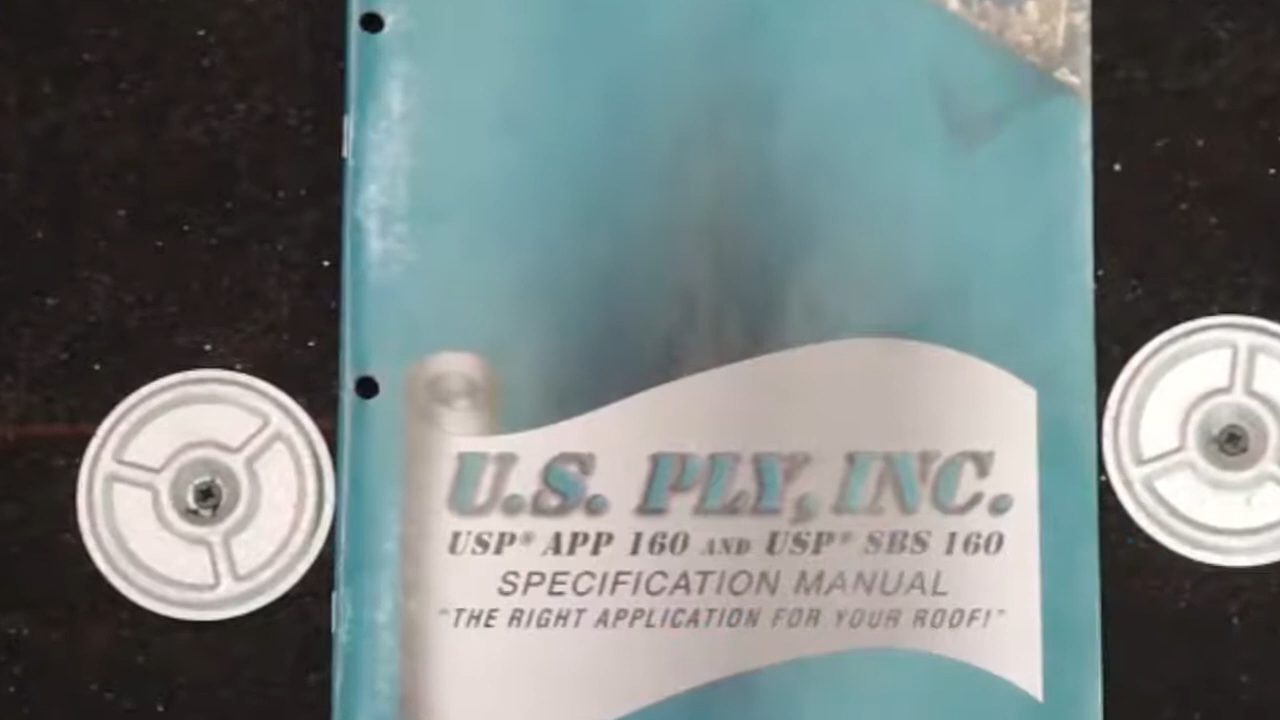 U.S. PLY, INC.
USP® APP 160 AND USP® SBS 160
SPECIFICATION MANUAL
"THE RIGHT APPLICATION FOR YOUR ROOF!"